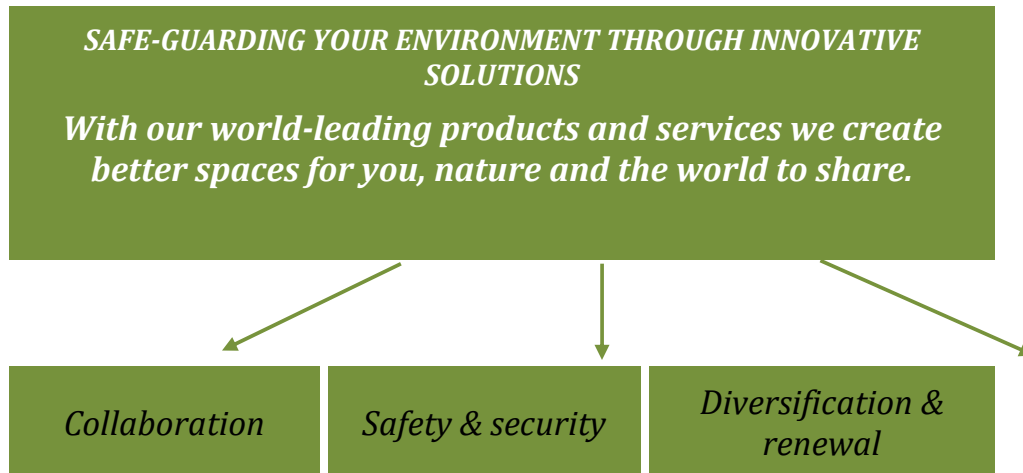 SAFE-GUARDING YOUR ENVIRONMENT THROUGH INNOVATIVE
SOLUTIONS
With our world-leading products and services we create
better spaces for you, nature and the world to share.
Collaboration
Safety & security
Diversification &
renewal